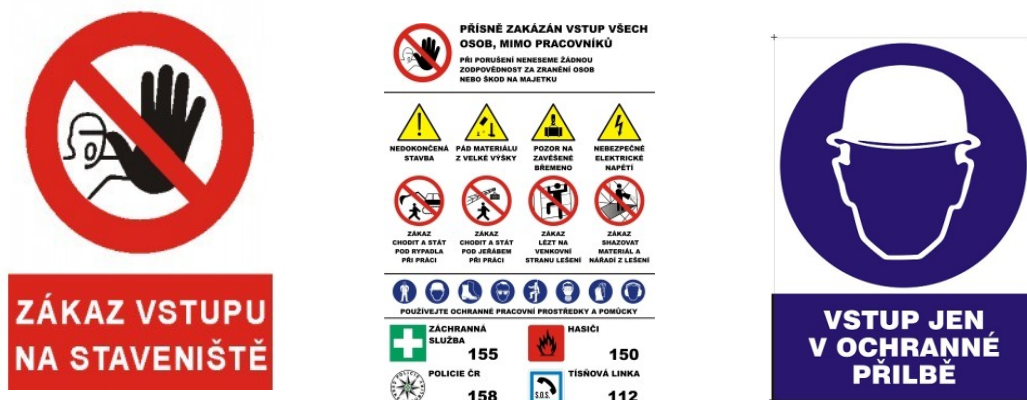 ZÁKAZ VSTUPU
NA STAVENIŠTĚ
PŘÍSNĚ ZAKÁZÁN VSTUP VŠECH
OSOB, MIMO PRACOVNÍKŮ
PŘI PORUŠENÍ NENESEME ŽÁDNOU
ZODPOVĚDNOST ZA ZRANĚNÍ OSOB
NEBO ŠKOD NA MAJETKU
NEDOKONČENÁ
STAVBA
PÁD MATERIÁLU
Z VELKÉ VÝŠKY
POZOR NA
ZAVĚŠENÉ
BŘEMENO
NEBEZPEČNÉ
ELEKTRICKÉ
NAPĚTÍ
ZÁKAZ
CHODIT A STÁT
POD RYPADLA
PŘI PRÁCI
ZÁKAZ
CHODIT A STÁT
POD JEŘÁBEM
PŘI PRÁCI
ZÁKAZ
LÉZT NA
VENKOVNÍ
STRANU LEŠENÍ
ZÁKAZ
SHAZOVAT
MATERIÁL A
NÁŘADÍ Z LEŠENÍ
POUŽÍVEJTE OCHRANNÉ PRACOVNÍ PROSTŘEDKY A POMŮCKY
ZÁCHRANNÁ
SLUŽBA
155
HASIČI
150
POLICIE ČR
158
S.O.S.
TÍSŇOVÁ LINKA
112
VSTUP JEN
V OCHRANNÉ
PŘILBĚ